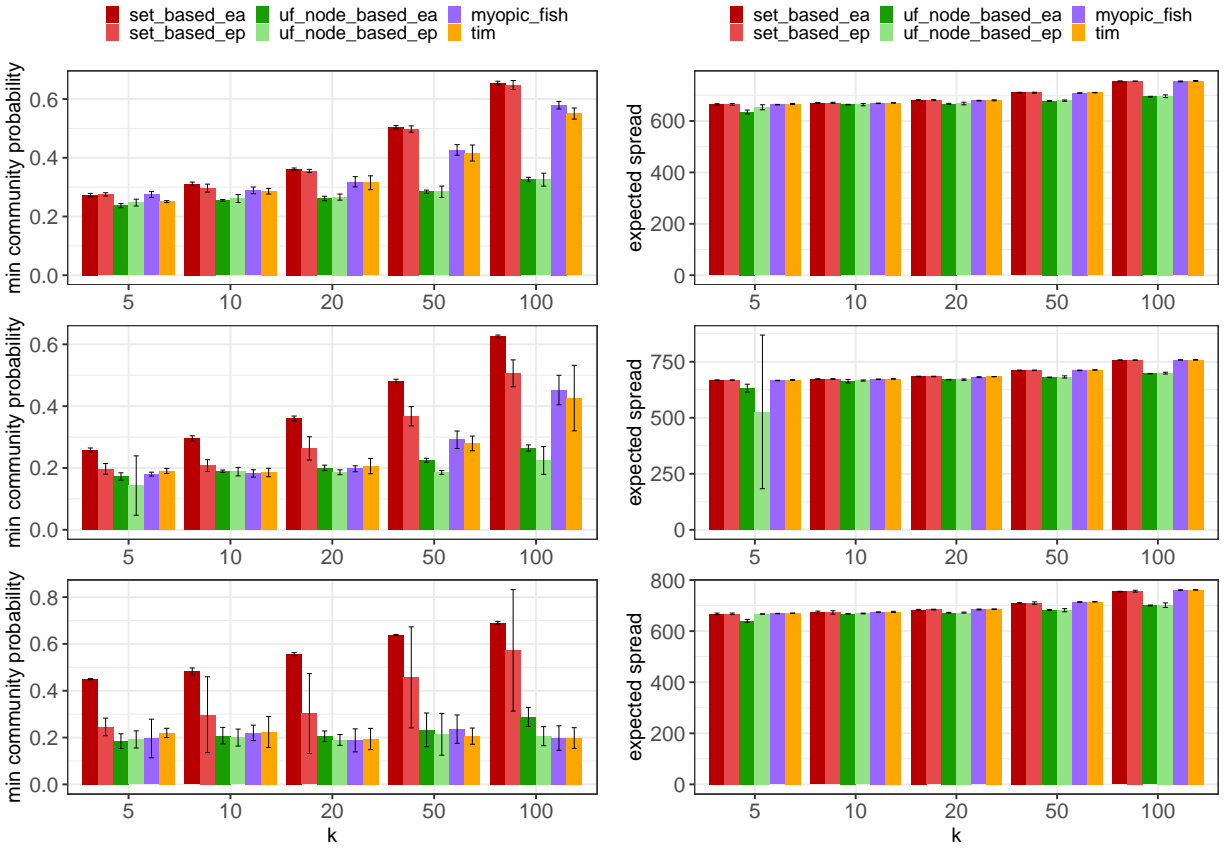 set_based_ea uf_node_based_ea myopic_fish
set_based_ep uf_node_based_ep tim
set_based_ea uf_node_based_ea myopic_fish
set_based_ep uf_node_based_ep tim
min community probability
0.6
0.4
0.2
0.0
5 10 20 50 100
expected spread
600
400
200
0
5 10 20 50 100
min community probability
0.6
0.4
0.2
0.0
5 10 20 50 100
expected spread
750
500
250
0
5 10 20 50 100
min community probability
0.8
0.6
0.4
0.2
0.0
5 10 20 50 100
k
expected spread
800
600
400
200
0
5 10 20 50 100
k